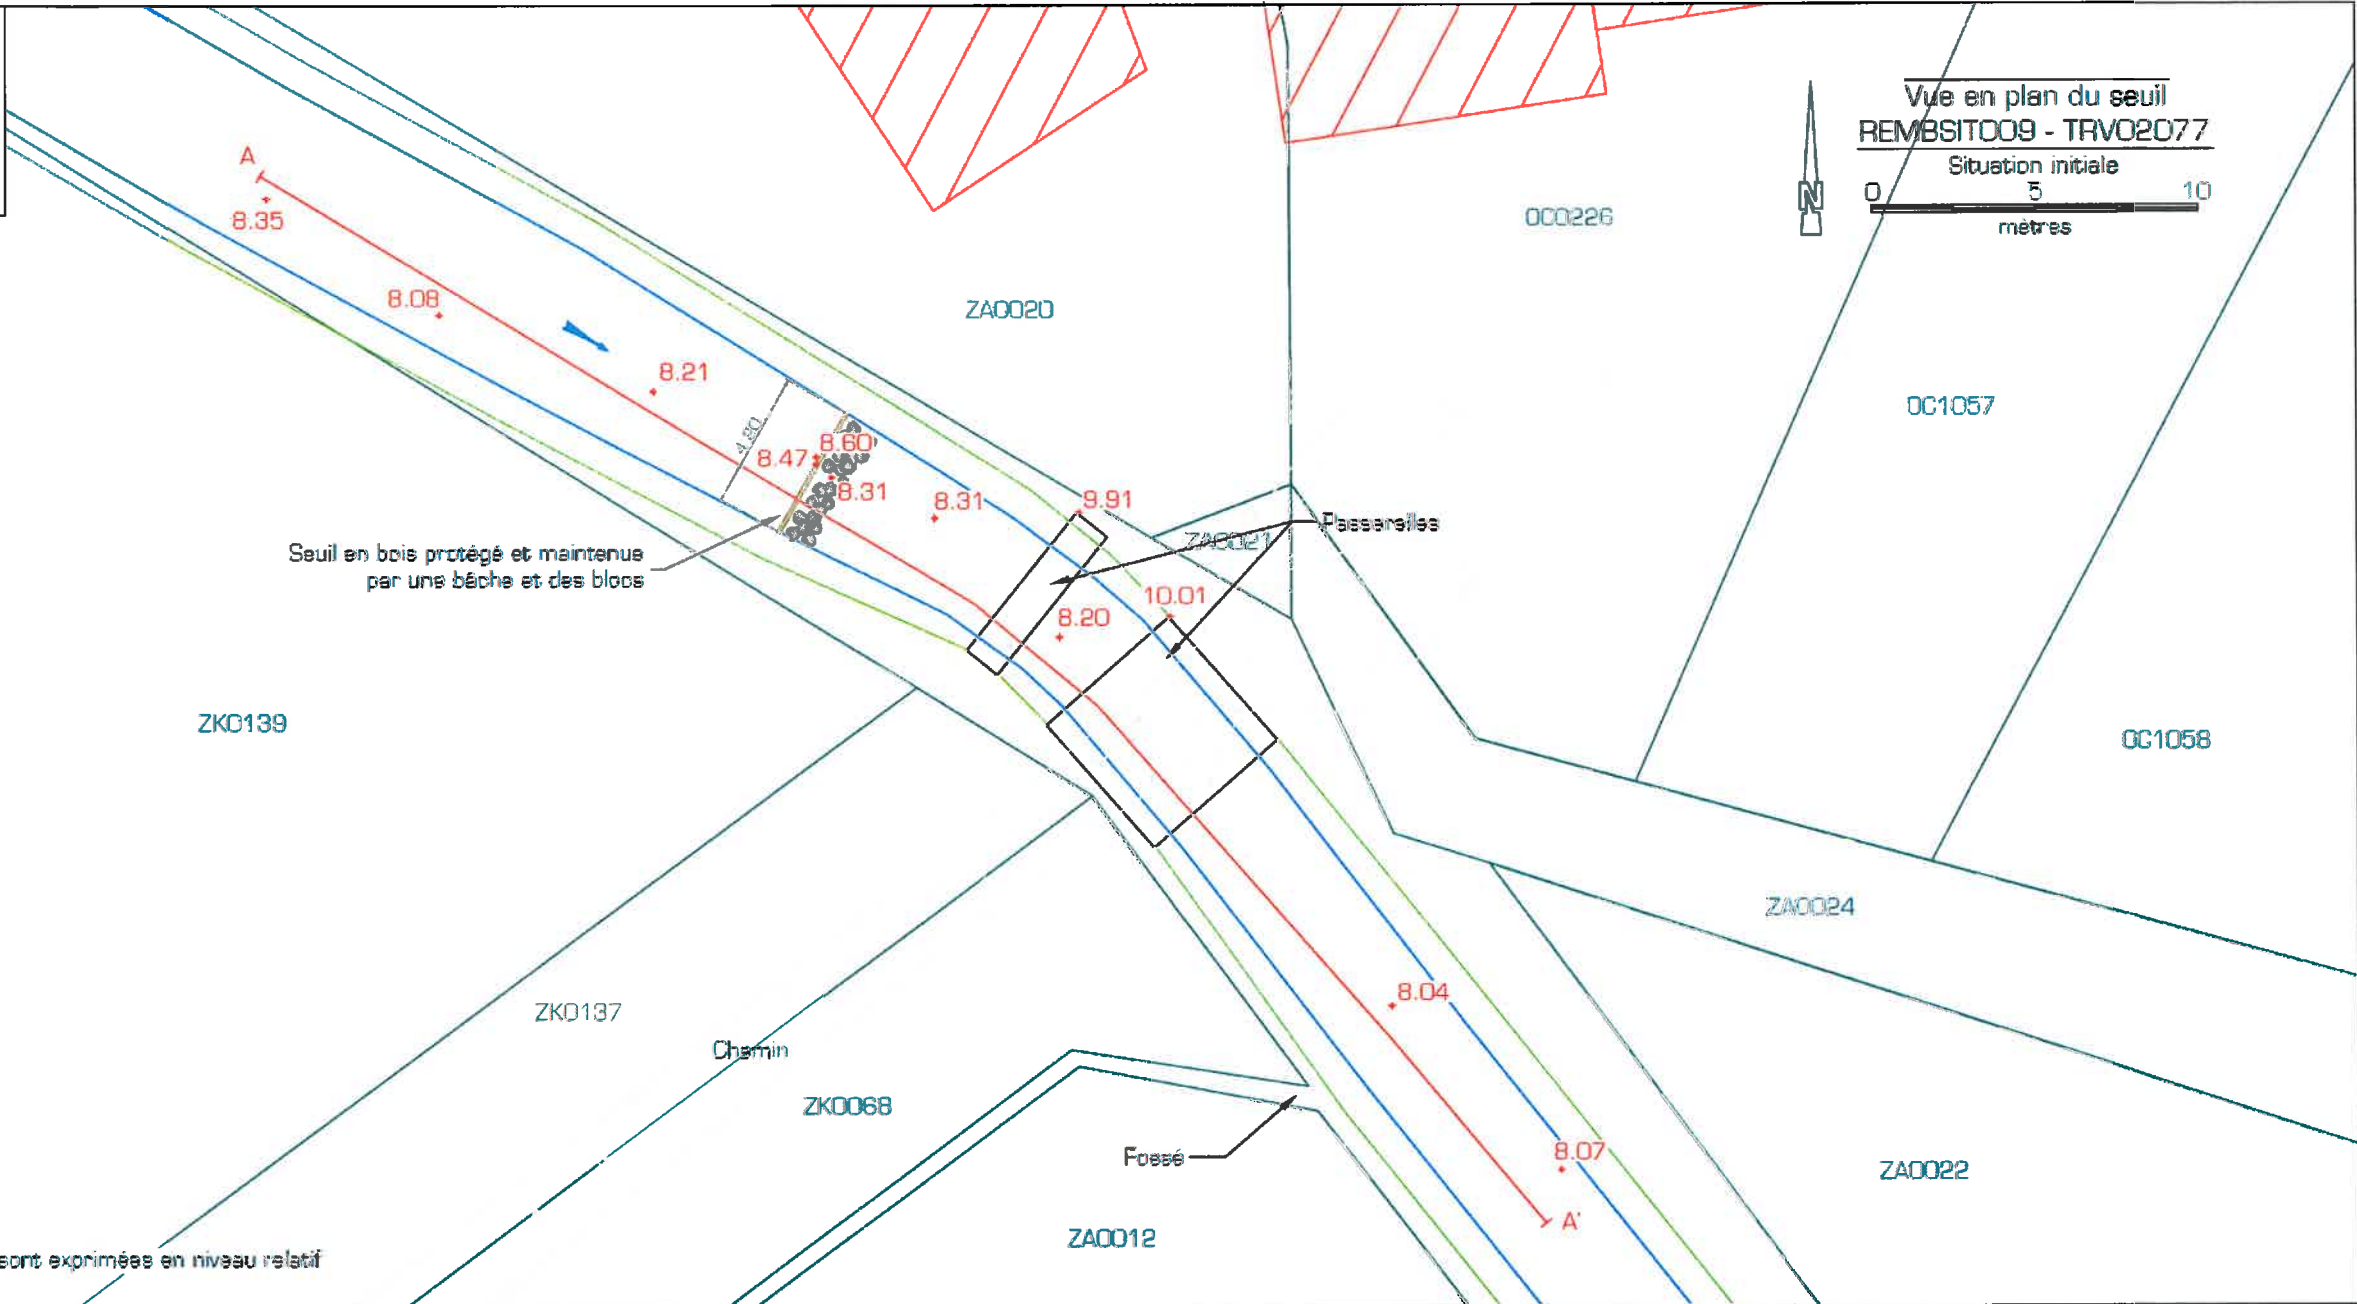 Vue en plan du seuil
REMBSIT009 - TRV02077
Situation initiale
0 5 10
mètres
N
A
8.35
8.08
8.21
4.80
8.60
8.47
8.31
8.31
9.91
10.01
8.20
8.04
8.07
A'
ZA0020
OC0226
OC1057
OC1058
ZA0021
Passerelles
Seuil en bois protégé et maintenue
par une bâche et des blocs
ZK0139
ZK0137
Chemin
ZK0068
Fossé
ZA0012
ZA0024
ZA0022
sont exprimées en niveau relatif